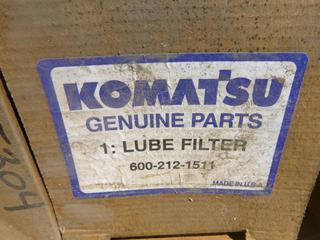 KOMATSU
GENUINE PARTS
1: LUBE FILTER
600-212-1511
MADE IN U.S.A.